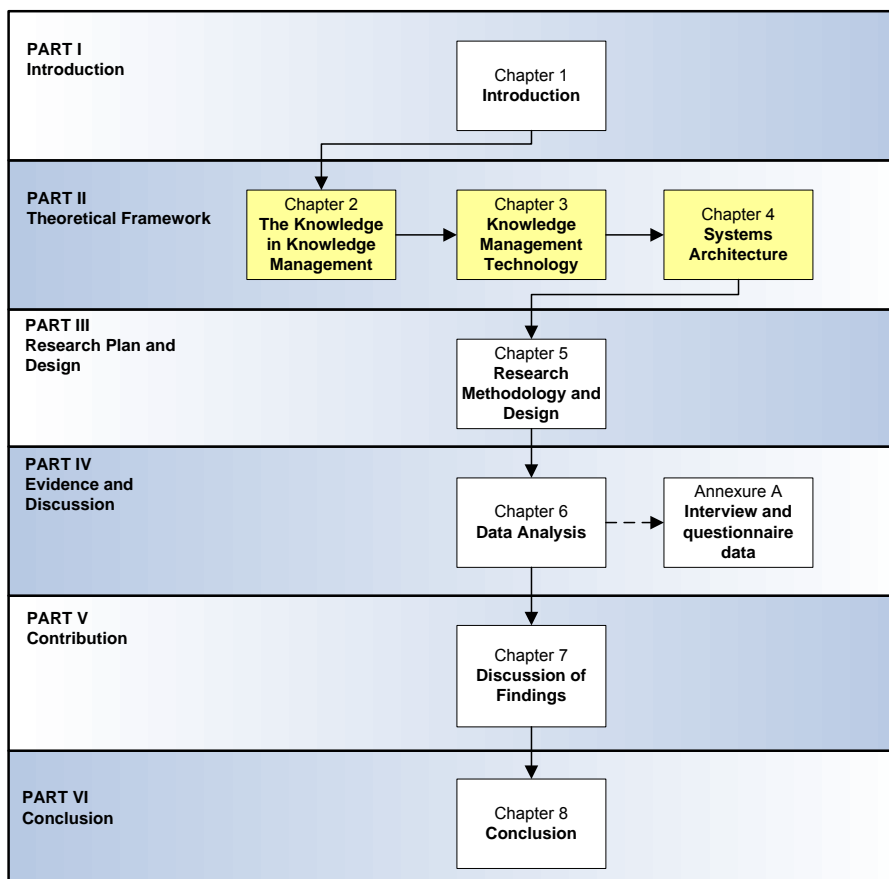 PART I
Introduction
Chapter 1
Introduction
PART II
Theoretical Framework
Chapter 2
The Knowledge
in Knowledge
Management
Chapter 3
Knowledge
Management
Technology
Chapter 4
Systems
Architecture
PART III
Research Plan and
Design
Chapter 5
Research
Methodology and
Design
PART IV
Evidence and
Discussion
Chapter 6
Data Analysis
Annexure A
Interview and
questionnaire
data
PART V
Contribution
Chapter 7
Discussion of
Findings
PART VI
Conclusion
Chapter 8
Conclusion